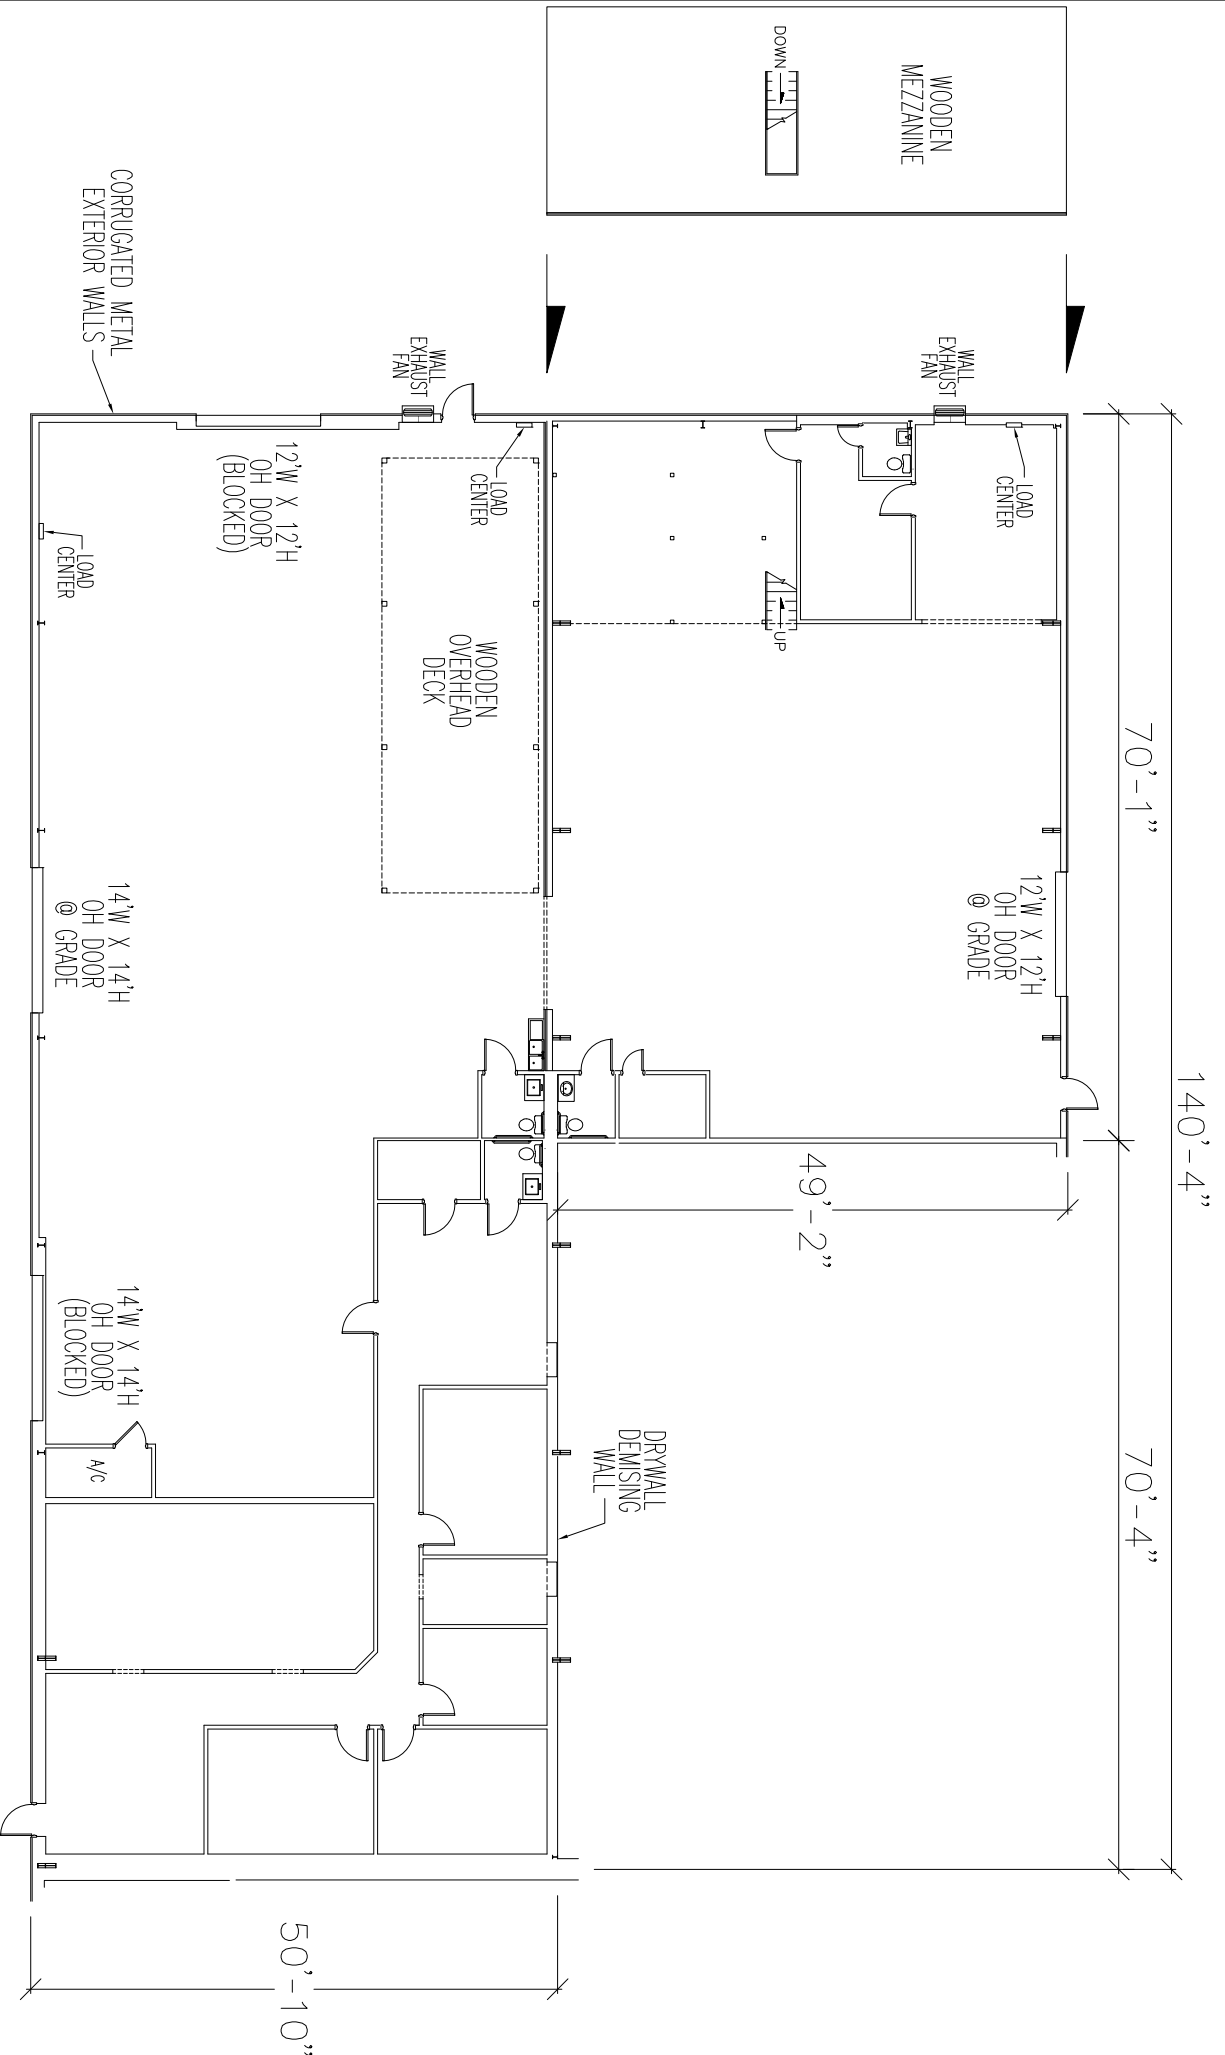 WOODEN
MEZZANINE
DOWN
CORRUGATED METAL
EXTERIOR WALLS
WALL
EXHAUST
FAN
WALL
EXHAUST
FAN
LOAD
CENTER
LOAD
CENTER
LOAD
CENTER
12'W X 12'H
OH DOOR
(BLOCKED)
WOODEN
OVERHEAD
DECK
UP
70'-1"
12'W X 12'H
OH DOOR
@ GRADE
14'W X 14'H
OH DOOR
@ GRADE
140'-4"
49'-2"
14'W X 14'H
OH DOOR
(BLOCKED)
A/C
DRYWALL
DEMISING
WALL
70'-4"
50'-10"